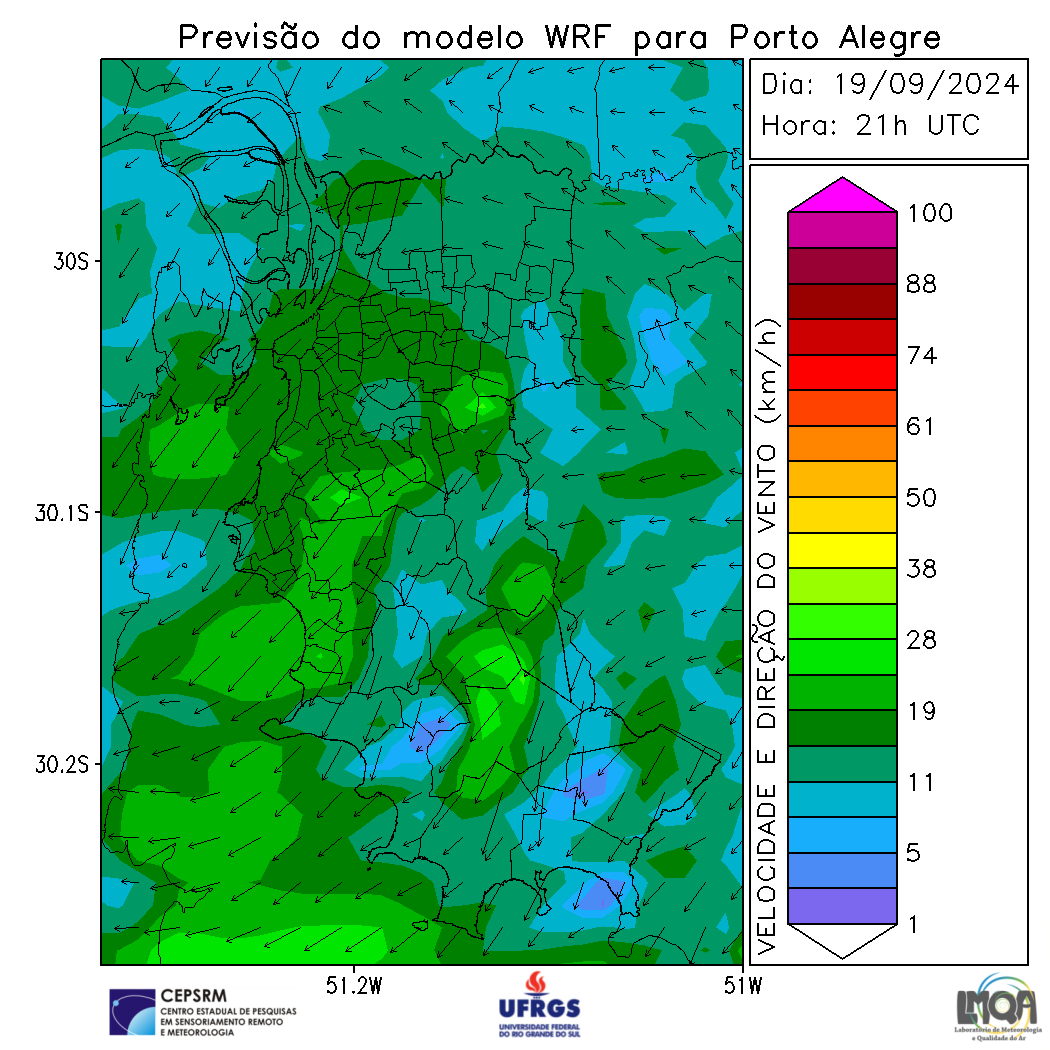 Previsão do modelo WRF para Porto Alegre
Dia: 19/09/2024
Hora: 21h UTC
30S
30.1S
30.2S
51.2W
51W
VELOCIDADE E DIREÇÃO DO VENTO (km/h)
100
88
74
61
50
38
28
19
11
5
1
CEPSRM
CENTRO ESTADUAL DE PESQUISAS
EM SENSORIAMENTO REMOTO
E METEOROLOGIA
UFRGS
UNIVERSIDADE FEDERAL
DO RIO GRANDE DO SUL
LMQA
Laboratório de Meteorologia
e Qualidade do Ar